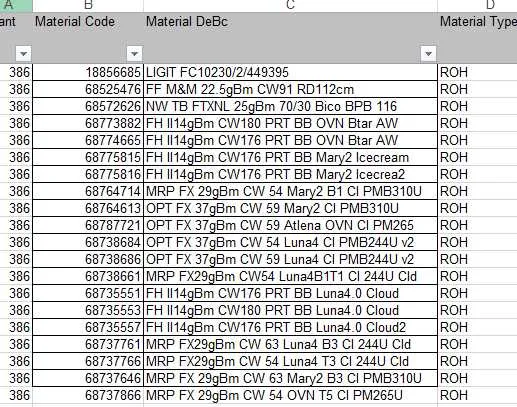 A B C D
ant Material Code Material DeBc Material Type
386 18856685 LIGIT FC10230/2/449395 ROH
386 68525476 FF M&M 22.5gBm CW91 RD112cm ROH
386 68572626 NW TB FTXNL 25gBm 70/30 Bico BPB 116 ROH
386 68773882 FH II14gBm CW180 PRT BB OVN Btar AW ROH
386 68774665 FH II14gBm CW176 PRT BB OVN Btar AW ROH
386 68775815 FH II14gBm CW176 PRT BB Mary2 Icecream ROH
386 68775816 FH II14gBm CW176 PRT BB Mary2 Icecrea2 ROH
386 68764714 MRP FX 29gBm CW 54 Mary2 B1 CI PMB310U ROH
386 68764613 OPT FX 37gBm CW 59 Mary2 CI PMB310U ROH
386 68787721 OPT FX 37gBm CW 59 Atlena OVN CI PM265 ROH
386 68738684 OPT FX 37gBm CW 54 Luna4 CI PMB244U v2 ROH
386 68738686 OPT FX 37gBm CW 59 Luna4 CI PMB244U v2 ROH
386 68738661 MRP FX29gBm CW54 Luna4B1T1 CI 244U Cld ROH
386 68735551 FH II14gBm CW176 PRT BB Luna4.0 Cloud ROH
386 68735553 FH II14gBm CW180 PRT BB Luna4.0 Cloud ROH
386 68735557 FH II14gBm CW176 PRT BB Luna4.0 Cloud2 ROH
386 68737761 MRP FX29gBm CW 63 Luna4 B3 CI 244U Cld ROH
386 68737766 MRP FX29gBm CW 54 Luna4 T3 CI 244U Cld ROH
386 68737646 MRP FX 29gBm CW 63 Mary2 B3 CI PMB310U ROH
386 68737866 MRP FX 29gBm CW 54 OVN T5 CI PM265U ROH